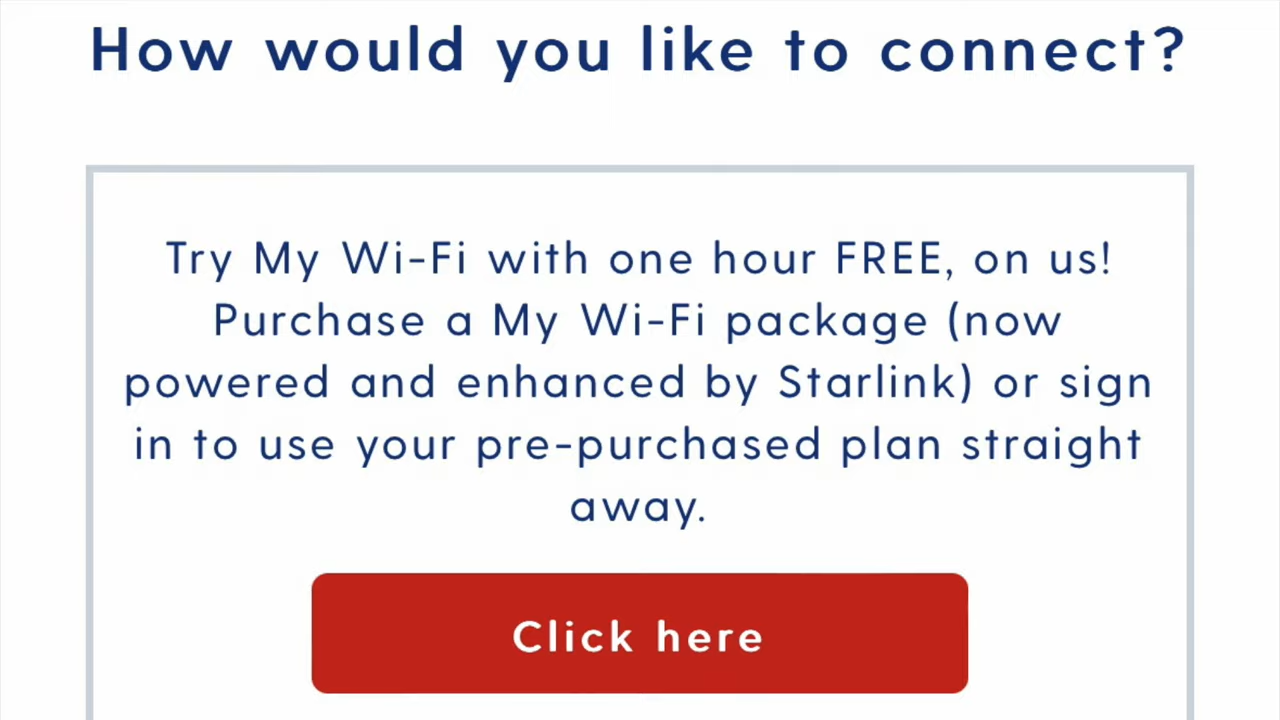 How would you like to connect?
Try My Wi-Fi with one hour FREE, on us!
Purchase a My Wi-Fi package (now
powered and enhanced by Starlink) or sign
in to use your pre-purchased plan straight
away.
Click here